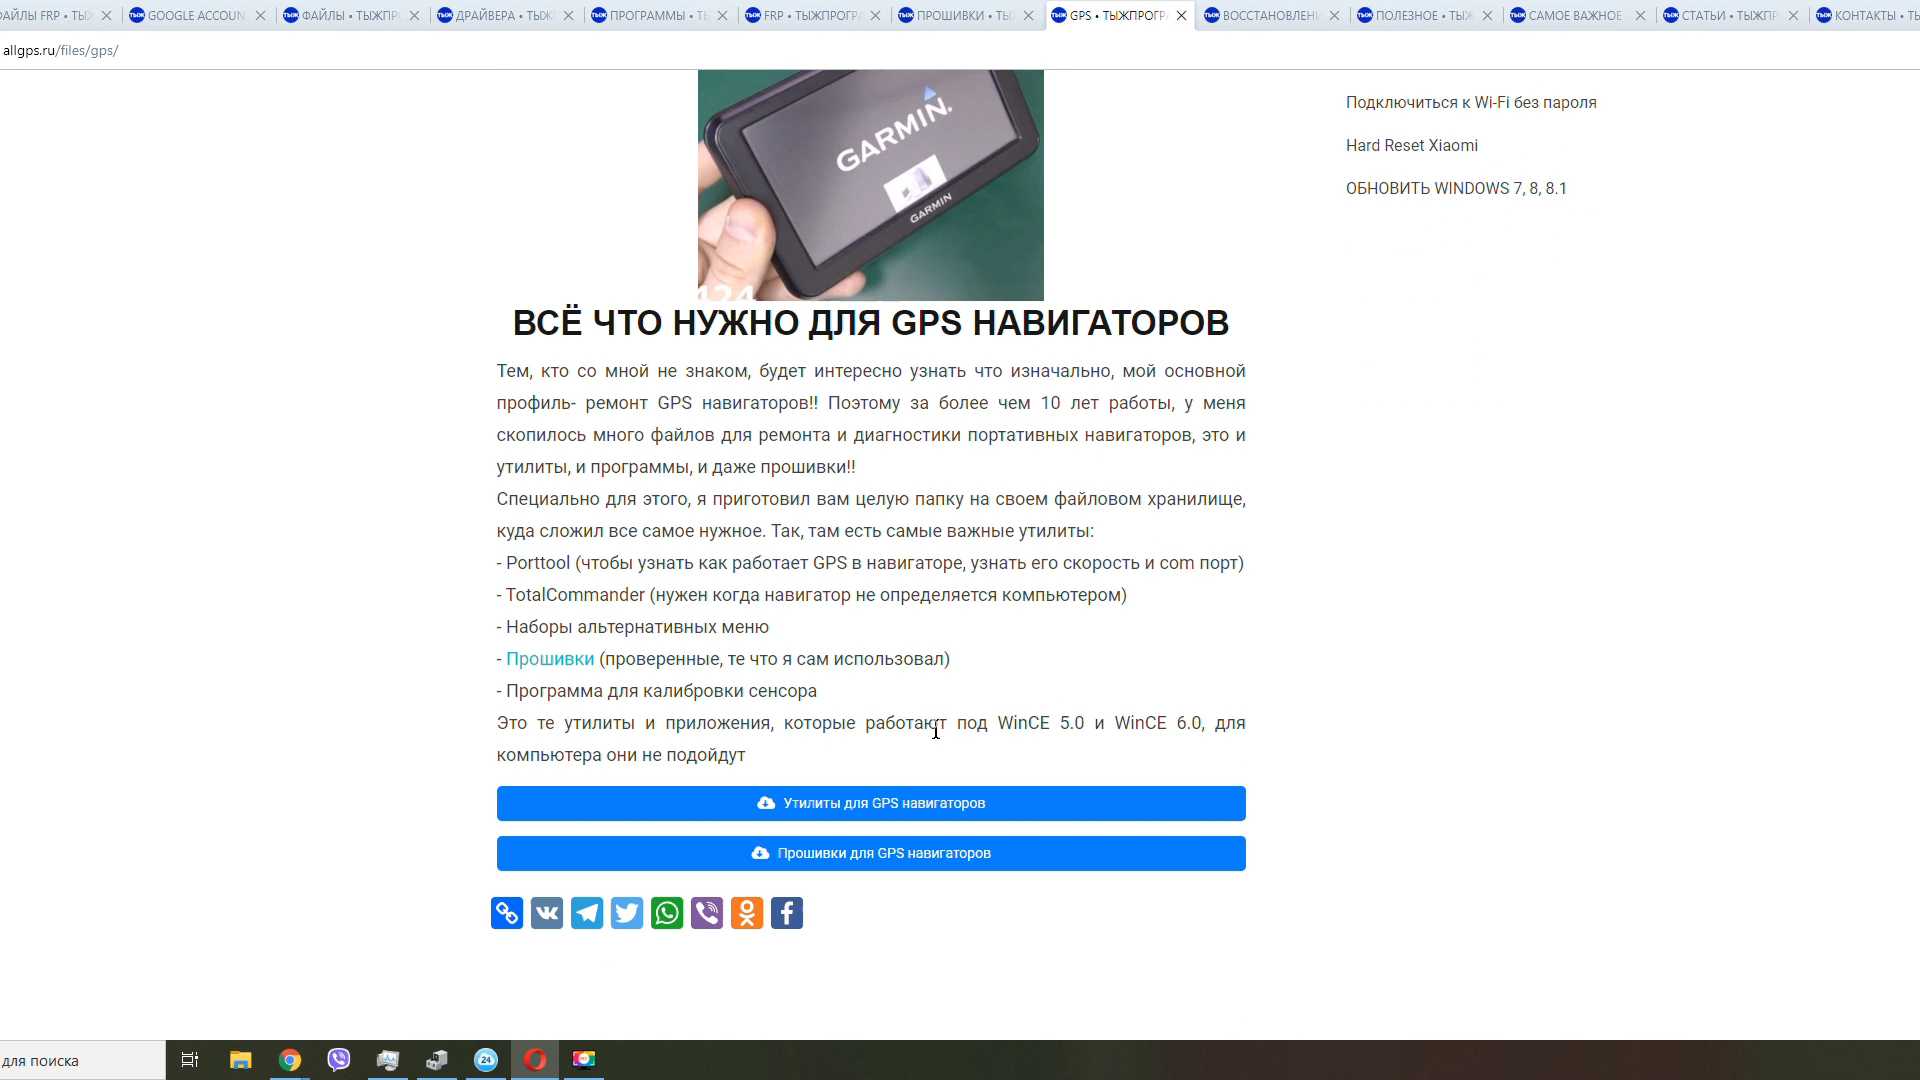 АЙЛЫ FRP • ТЫ
GOOGLE ACCOUN
ФАЙЛЫ • ТЫЖПР
ДРАЙВЕРА • ТЫЖ
ПРОГРАММЫ • Т
FRP • ТЫЖПРОГР
ПРОШИВКИ • ТЫ
GPS • ТЫЖПРОГР
ВОССТАНОВЛЕН
ПОЛЕЗНОЕ • ТЫЖ
САМОЕ ВАЖНОЕ
СТАТЬИ • ТЫЖПР
КОНТАКТЫ • ТЫ
allgps.ru/files/gps/
GARMIN.
GARMIN
Подключиться к Wi-Fi без пароля
Hard Reset Xiaomi
ОБНОВИТЬ WINDOWS 7, 8, 8.1
ВСЁ ЧТО НУЖНО ДЛЯ GPS НАВИГАТОРОВ
Тем, кто со мной не знаком, будет интересно узнать что изначально, мой основной
профиль- ремонт GPS навигаторов!! Поэтому за более чем 10 лет работы, у меня
скопилось много файлов для ремонта и диагностики портативных навигаторов, это и
утилиты, и программы, и даже прошивки!!
Специально для этого, я приготовил вам целую папку на своем файловом хранилище,
куда сложил все самое нужное. Так, там есть самые важные утилиты:
- Porttool (чтобы узнать как работает GPS в навигаторе, узнать его скорость и com порт)
- TotalCommander (нужен когда навигатор не определяется компьютером)
- Наборы альтернативных меню
- Прошивки (проверенные, те что я сам использовал)
- Программа для калибровки сенсора
Это те утилиты и приложения, которые работают под WinCE 5.0 и WinCE 6.0, для
компьютера они не подойдут
Утилиты для GPS навигаторов
Прошивки для GPS навигаторов
для поиска
24